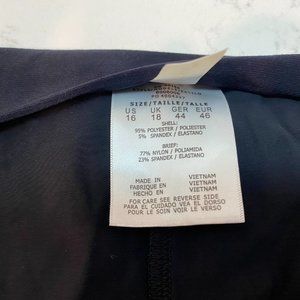 SIZE/TAILLE/TALLE
US UK GER EUR
16 18 44 46
SHELL:
95% POLYESTER / POLIESTER
5% SPANDEX / ELASTANO
BRIEF:
77% NYLON / POLIAMIDA
23% SPANDEX / ELASTANO
MADE IN VIETNAM
FABRIQUE EN VIETNAM
HECHO EN VIETNAM
FOR CARE SEE REVERSE SIDE
PARA EL CUIDADO VEA AL DORSO
POUR LE SOIN VOIR LE VERSO